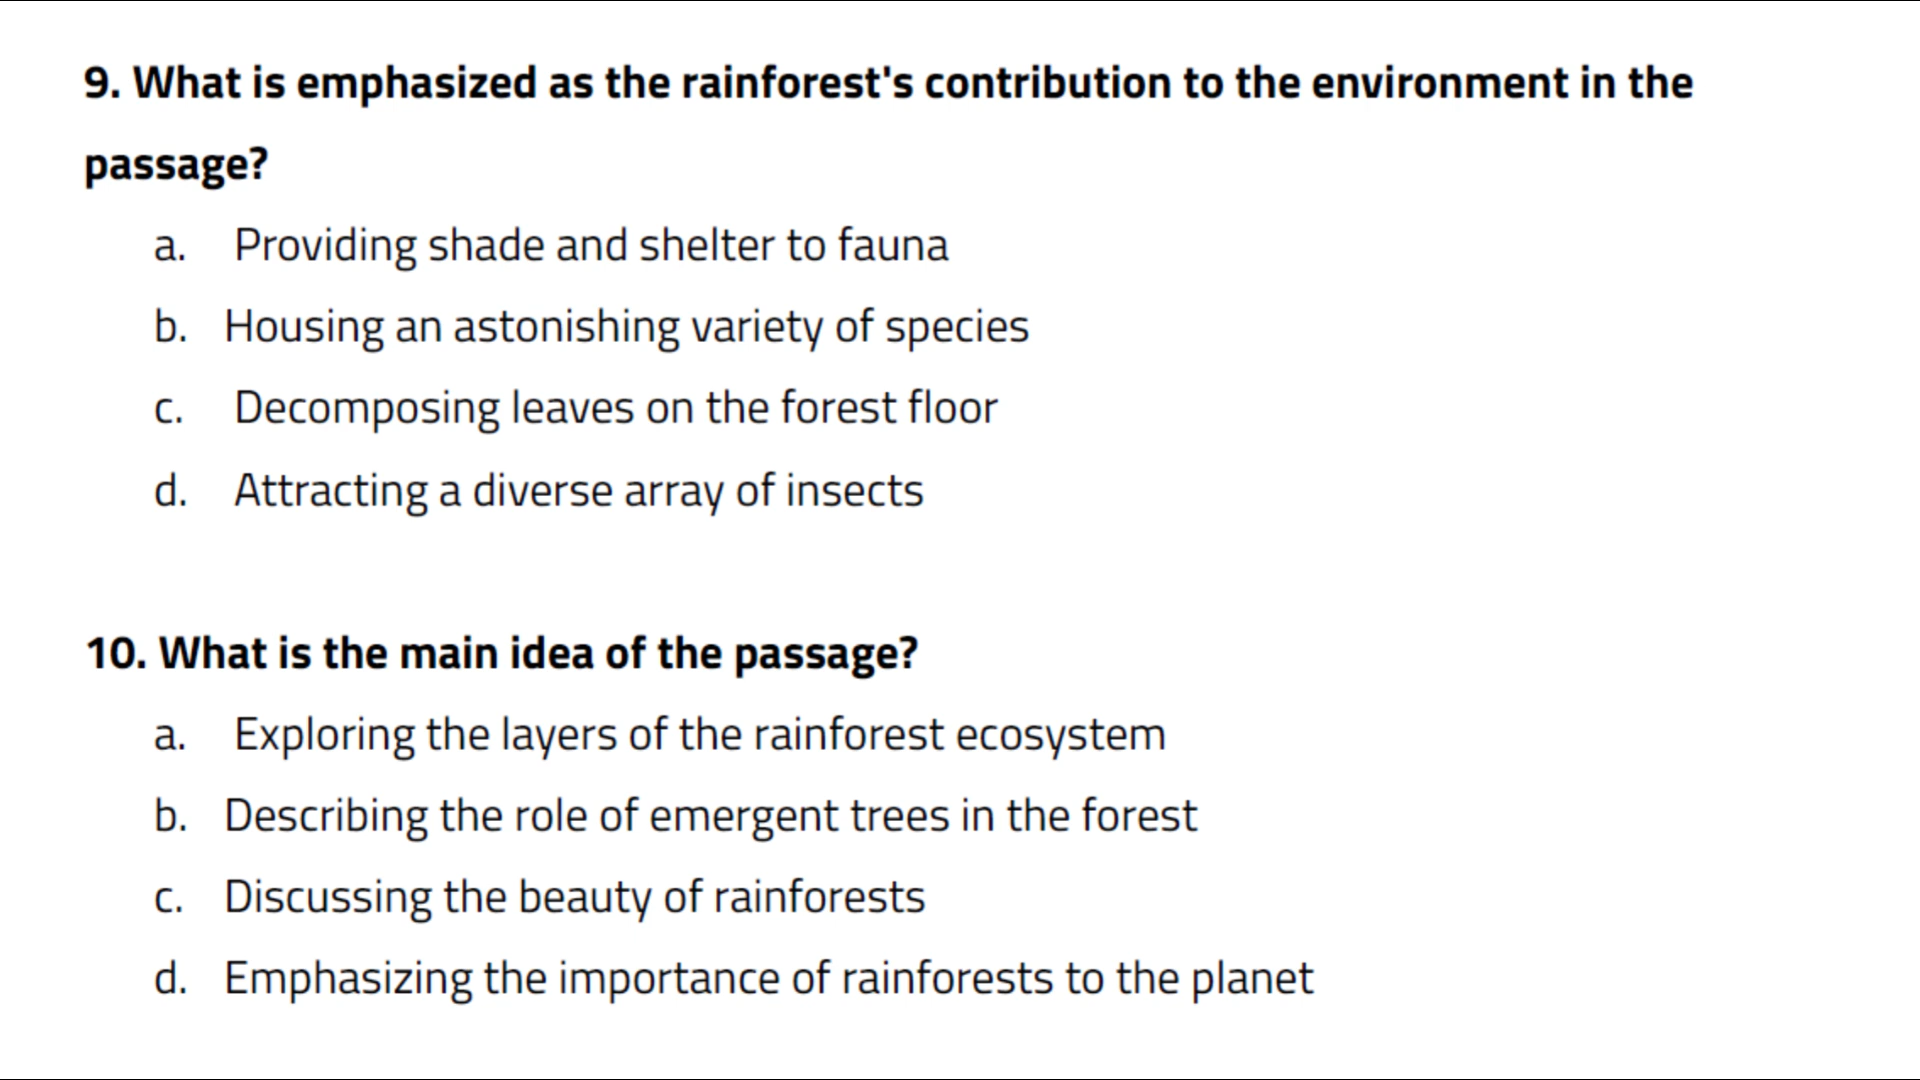 9. What is emphasized as the rainforest's contribution to the environment in the
passage?
a. Providing shade and shelter to fauna
b. Housing an astonishing variety of species
c. Decomposing leaves on the forest floor
d. Attracting a diverse array of insects
10. What is the main idea of the passage?
a. Exploring the layers of the rainforest ecosystem
b. Describing the role of emergent trees in the forest
c. Discussing the beauty of rainforests
d. Emphasizing the importance of rainforests to the planet